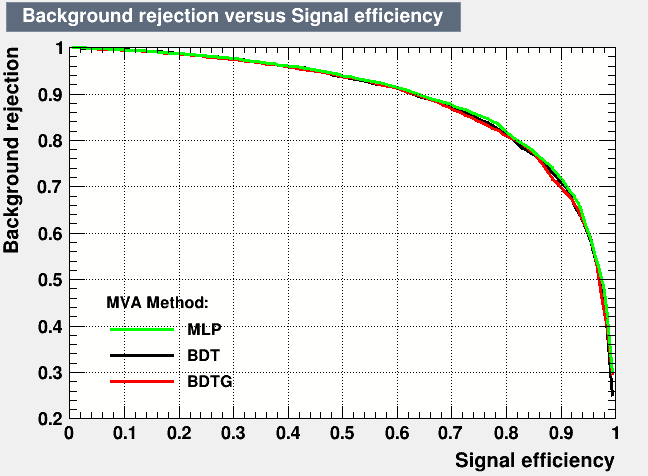 Background rejection versus Signal efficiency
Background rejection
1
0.9
0.8
0.7
0.6
0.5
0.4
0.3
0.2
MVA Method:
MLP
BDT
BDTG
0 0.1 0.2 0.3 0.4 0.5 0.6 0.7 0.8 0.9 1
Signal efficiency